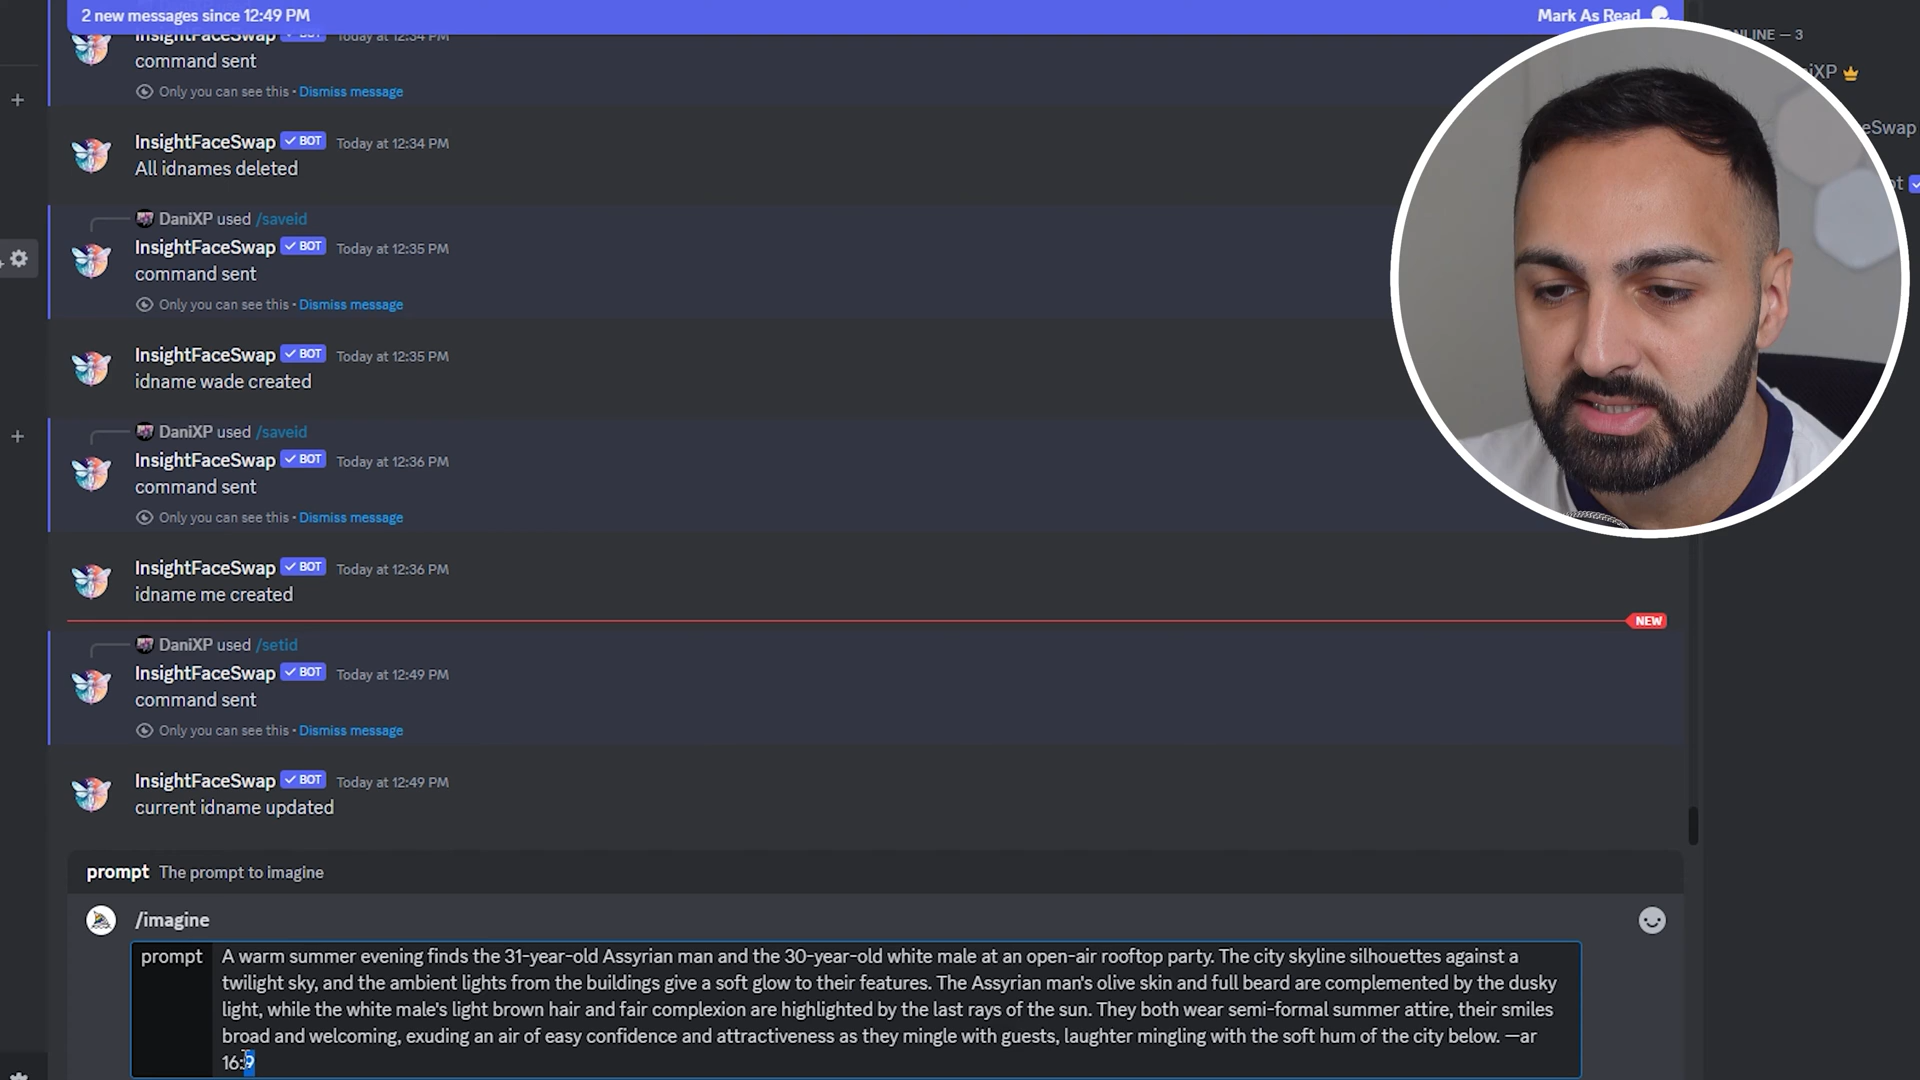 2 new messages since 12:49 PM
Mark As Read
InsightFaceSwap BOT Today at 12:34 PM
command sent
Only you can see this • Dismiss message
InsightFaceSwap BOT Today at 12:34 PM
All idnames deleted
DaniXP used /saveid
InsightFaceSwap BOT Today at 12:35 PM
command sent
Only you can see this • Dismiss message
InsightFaceSwap BOT Today at 12:35 PM
idname wade created
DaniXP used /saveid
InsightFaceSwap BOT Today at 12:36 PM
command sent
Only you can see this • Dismiss message
InsightFaceSwap BOT Today at 12:36 PM
idname me created
NEW
DaniXP used /setid
InsightFaceSwap BOT Today at 12:49 PM
command sent
Only you can see this • Dismiss message
InsightFaceSwap BOT Today at 12:49 PM
current idname updated
prompt The prompt to imagine
/imagine
prompt A warm summer evening finds the 31-year-old Assyrian man and the 30-year-old white male at an open-air rooftop party. The city skyline silhouettes against a
twilight sky, and the ambient lights from the buildings give a soft glow to their features. The Assyrian man's olive skin and full beard are complemented by the dusky
light, while the white male's light brown hair and fair complexion are highlighted by the last rays of the sun. They both wear semi-formal summer attire, their smiles
broad and welcoming, exuding an air of easy confidence and attractiveness as they mingle with guests, laughter mingling with the soft hum of the city below. —ar
16:9